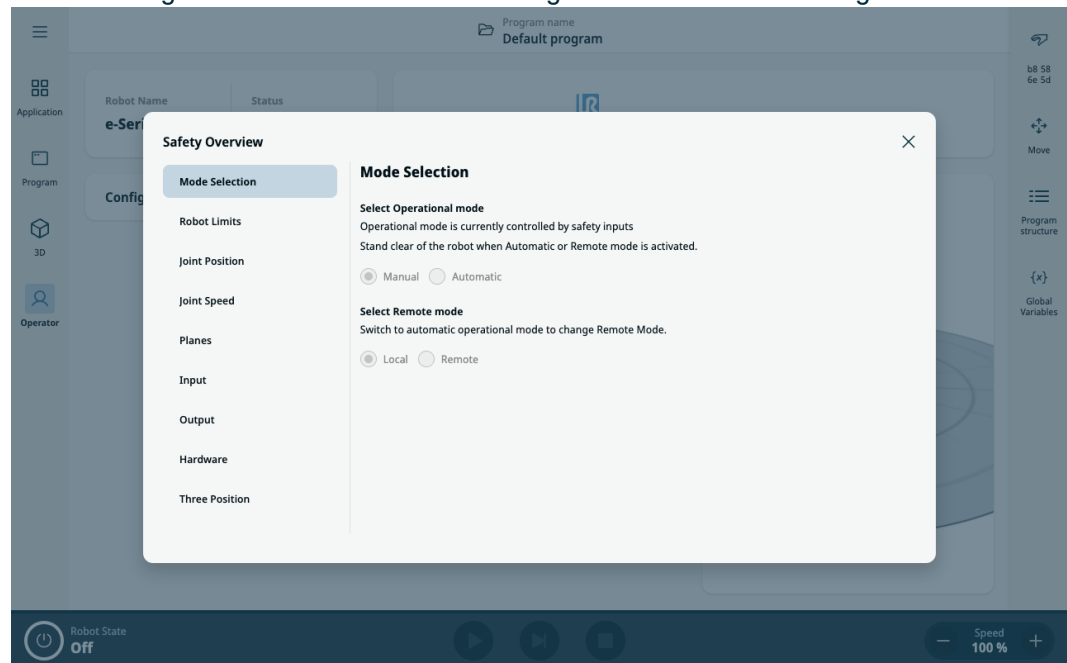 Program name
Default program
b8 58
6e 5d
Application
Robot Name
Status
e-Seri
Move
Safety Overview
Mode Selection
Mode Selection
Program
Config
Select Operational mode
Operational mode is currently controlled by safety inputs
Stand clear of the robot when Automatic or Remote mode is activated.
Robot Limits
Program
structure
3D
Joint Position
Manual
Automatic
{x}
Global
Variables
Operator
Joint Speed
Select Remote mode
Switch to automatic operational mode to change Remote Mode.
Planes
Local
Remote
Input
Output
Hardware
Three Position
Robot State
Off
Speed
100 %